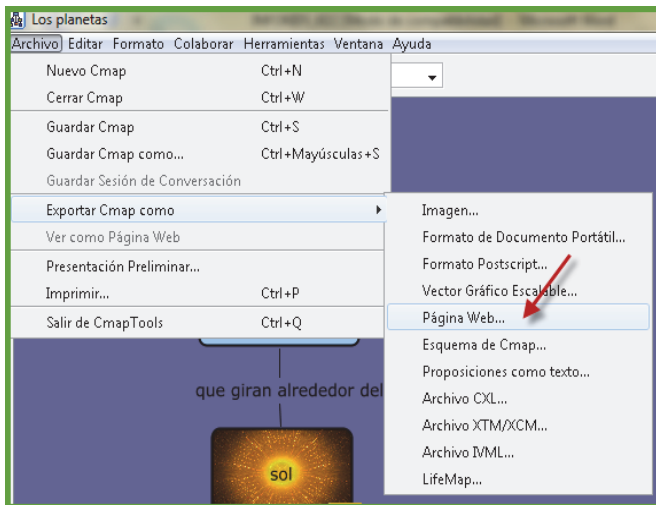 Los planetas
Archivo Editar Formato Colaborar Herramientas Ventana Ayuda
Nuevo Cmap Ctrl+N
Cerrar Cmap Ctrl+W
Guardar Cmap Ctrl+S
Guardar Cmap como... Ctrl+Mayúsculas+S
Guardar Sesión de Conversación
Exportar Cmap como
Ver como Página Web
Presentación Preliminar...
Imprimir... Ctrl+P
Salir de CmapTools Ctrl+Q
Imagen...
Formato de Documento Portátil...
Formato Postscript...
Vector Gráfico Escalable...
Página Web...
Esquema de Cmap...
Proposiciones como texto...
Archivo CXL...
Archivo XTM/XCM...
Archivo IVML...
LifeMap...
que giran alrededor del
sol